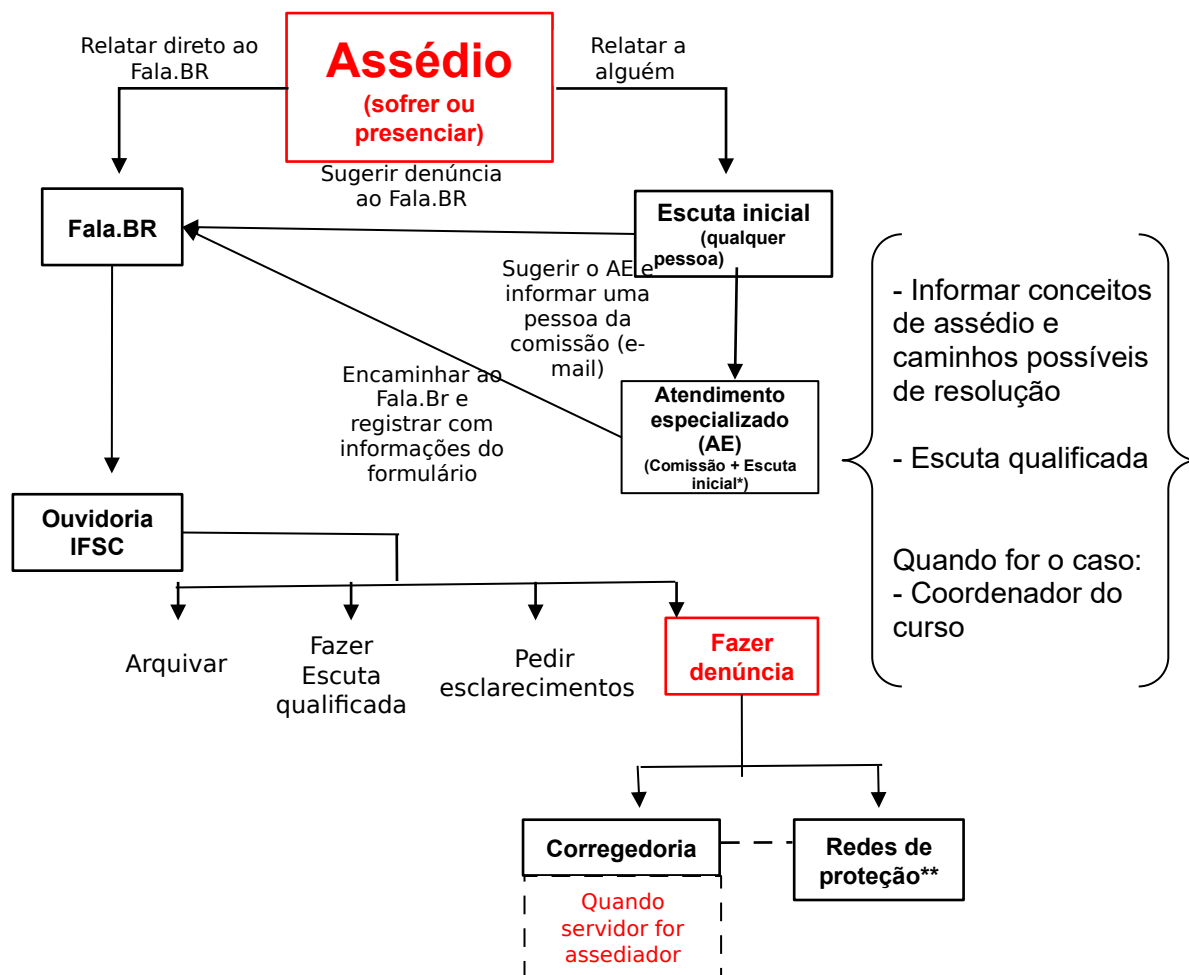 Relatar direto ao
Fala.BR
Assédio
(sofrer ou
presenciar)
Relatar a
alguém
Sugerir denúncia
ao Fala.BR
Fala.BR
Escuta inicial
(qualquer
pessoa)
Sugerir o AE e
informar uma
pessoa da
comissão (e-
mail)
Encaminhar ao
Fala.Br e
registrar com
informações do
formulário
Atendimento
especializado
(AE)
(Comissão + Escuta
inicial*)
- Informar conceitos
de assédio e
caminhos possíveis
de resolução
- Escuta qualificada
Quando for o caso:
- Coordenador do
curso
Ouvidoria
IFSC
Arquivar
Fazer
Escuta
qualificada
Pedir
esclarecimentos
Fazer
denúncia
Corregedoria
Quando
servidor for
assediador
Redes de
proteção**